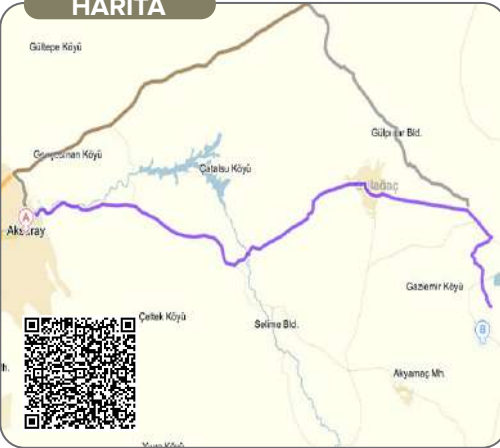 HARİTA
Gültepe Köyü
Gülpınar Bld.
Gençosman Köyü
Çatalsu Köyü
A
Aksaray
Gaziemir Köyü
Çeltek Köyü
Selime Bld.
B
Akyamaç Mh.